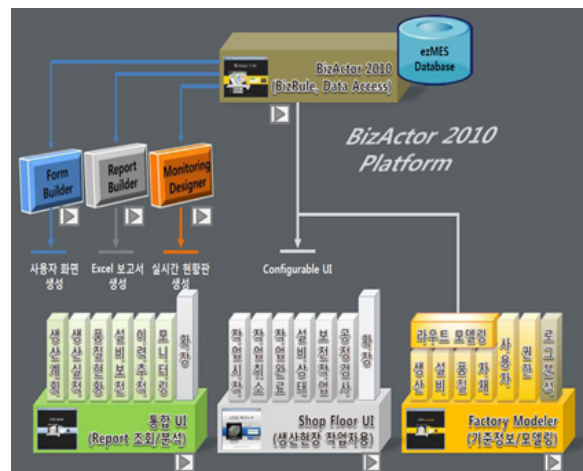 BizActor 2010
(BizRule, Data Access)
ezMES
Database
BizActor 2010
Platform
Form
Builder
Report
Builder
Monitoring
Designer
사용자 화면
생성
Excel 보고서
생성
실시간 현황판
생성
Configurable UI
생산계획
생산실적
품질현황
설비보전
이력추적
모니터링
확장
통합 UI
(Report 조회/분석)
작업시작
작업취소
작업완료
설비상태
보전작업
공정검사
확장
Shop Floor UI
(생산현장 작업자용)
라우트 모델링
생산
설비
품질
자재
사용자
권한
로그분석
Factory Modeler
(기준정보/모델링)